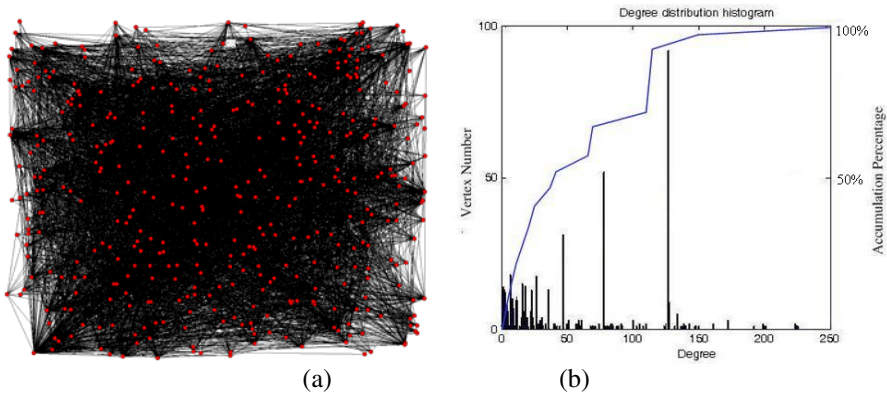 Degree distribution histogram
100
100%
50
50%
0
0
50
100
150
200
250
Vertex Number
Accumulation Percentage
Degree
(a)
(b)